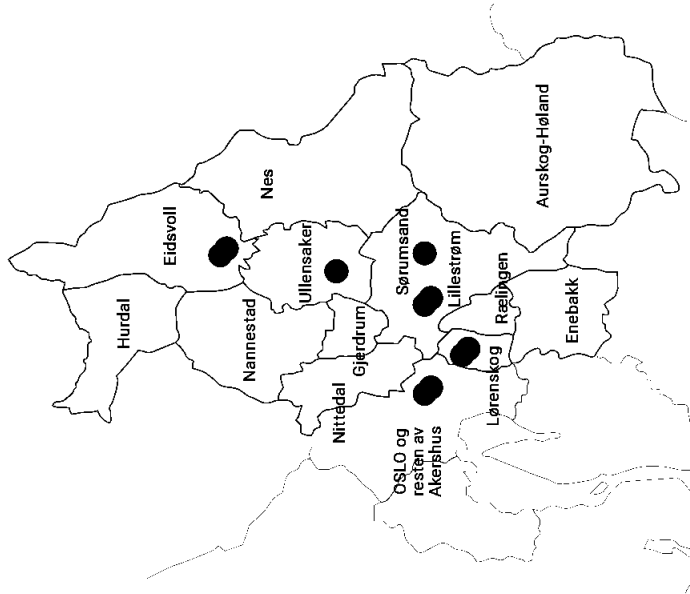 Hurdal
Eidsvoll
Nannestad
Nes
Ullensaker
Nittedal
Gjerdrum
OSLO og
resten av
Akershus
Sørumsand
Lillestrøm
Lørenskog
Rælingen
Aurskog-Høland
Enebakk